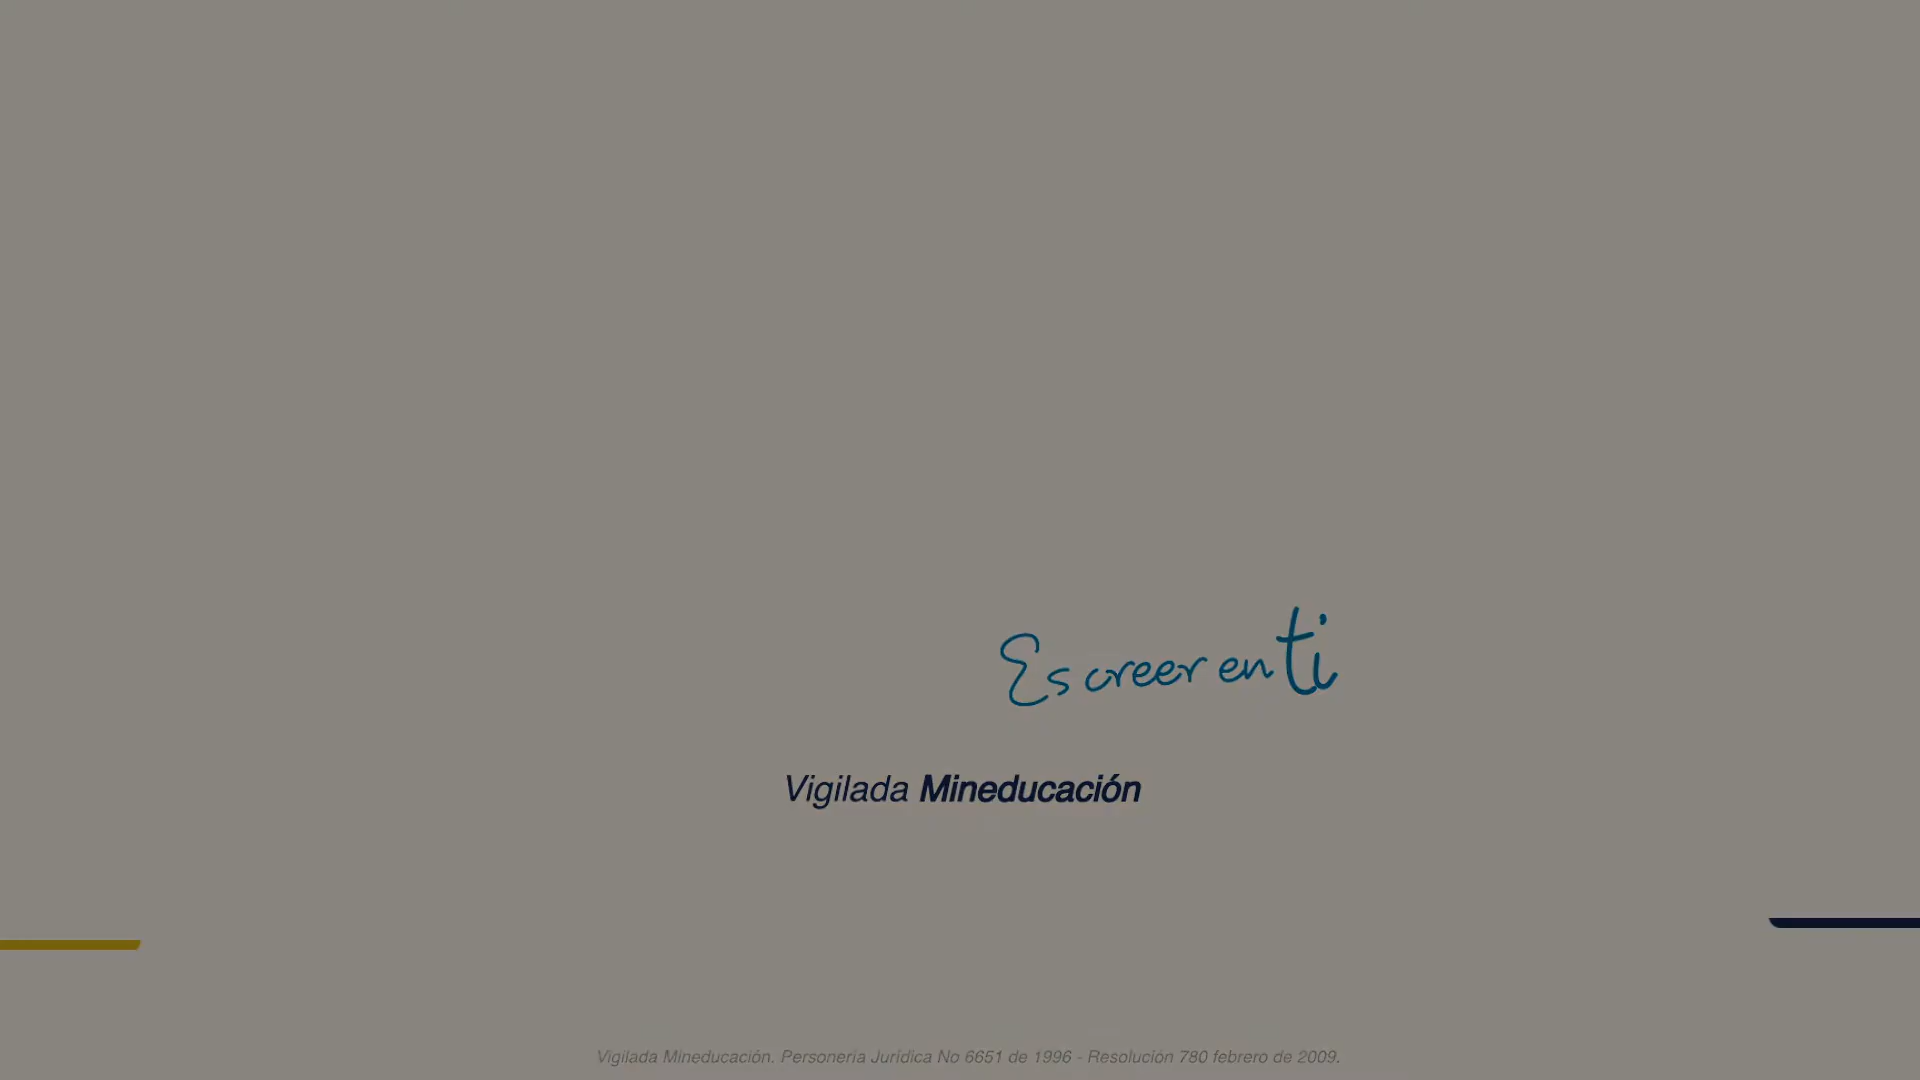 Es creer en ti
Vigilada Mineducación
Vigilada Mineducación. Personería Jurídica No 6651 de 1996 - Resolución 780 febrero de 2009.